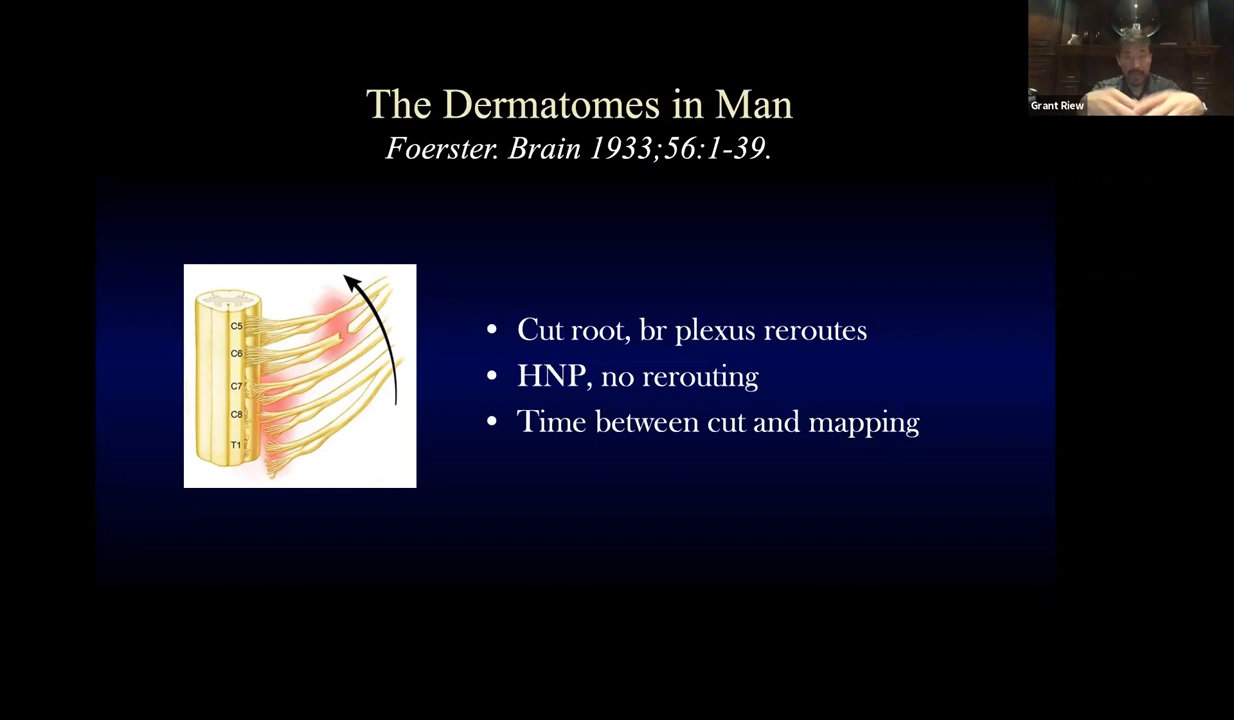 The Dermatomes in Man
Foerster. Brain 1933;56:1-39.
C5
C6
C7
C8
T1
• Cut root, br plexus reroutes
• HNP, no rerouting
• Time between cut and mapping
Grant Riew